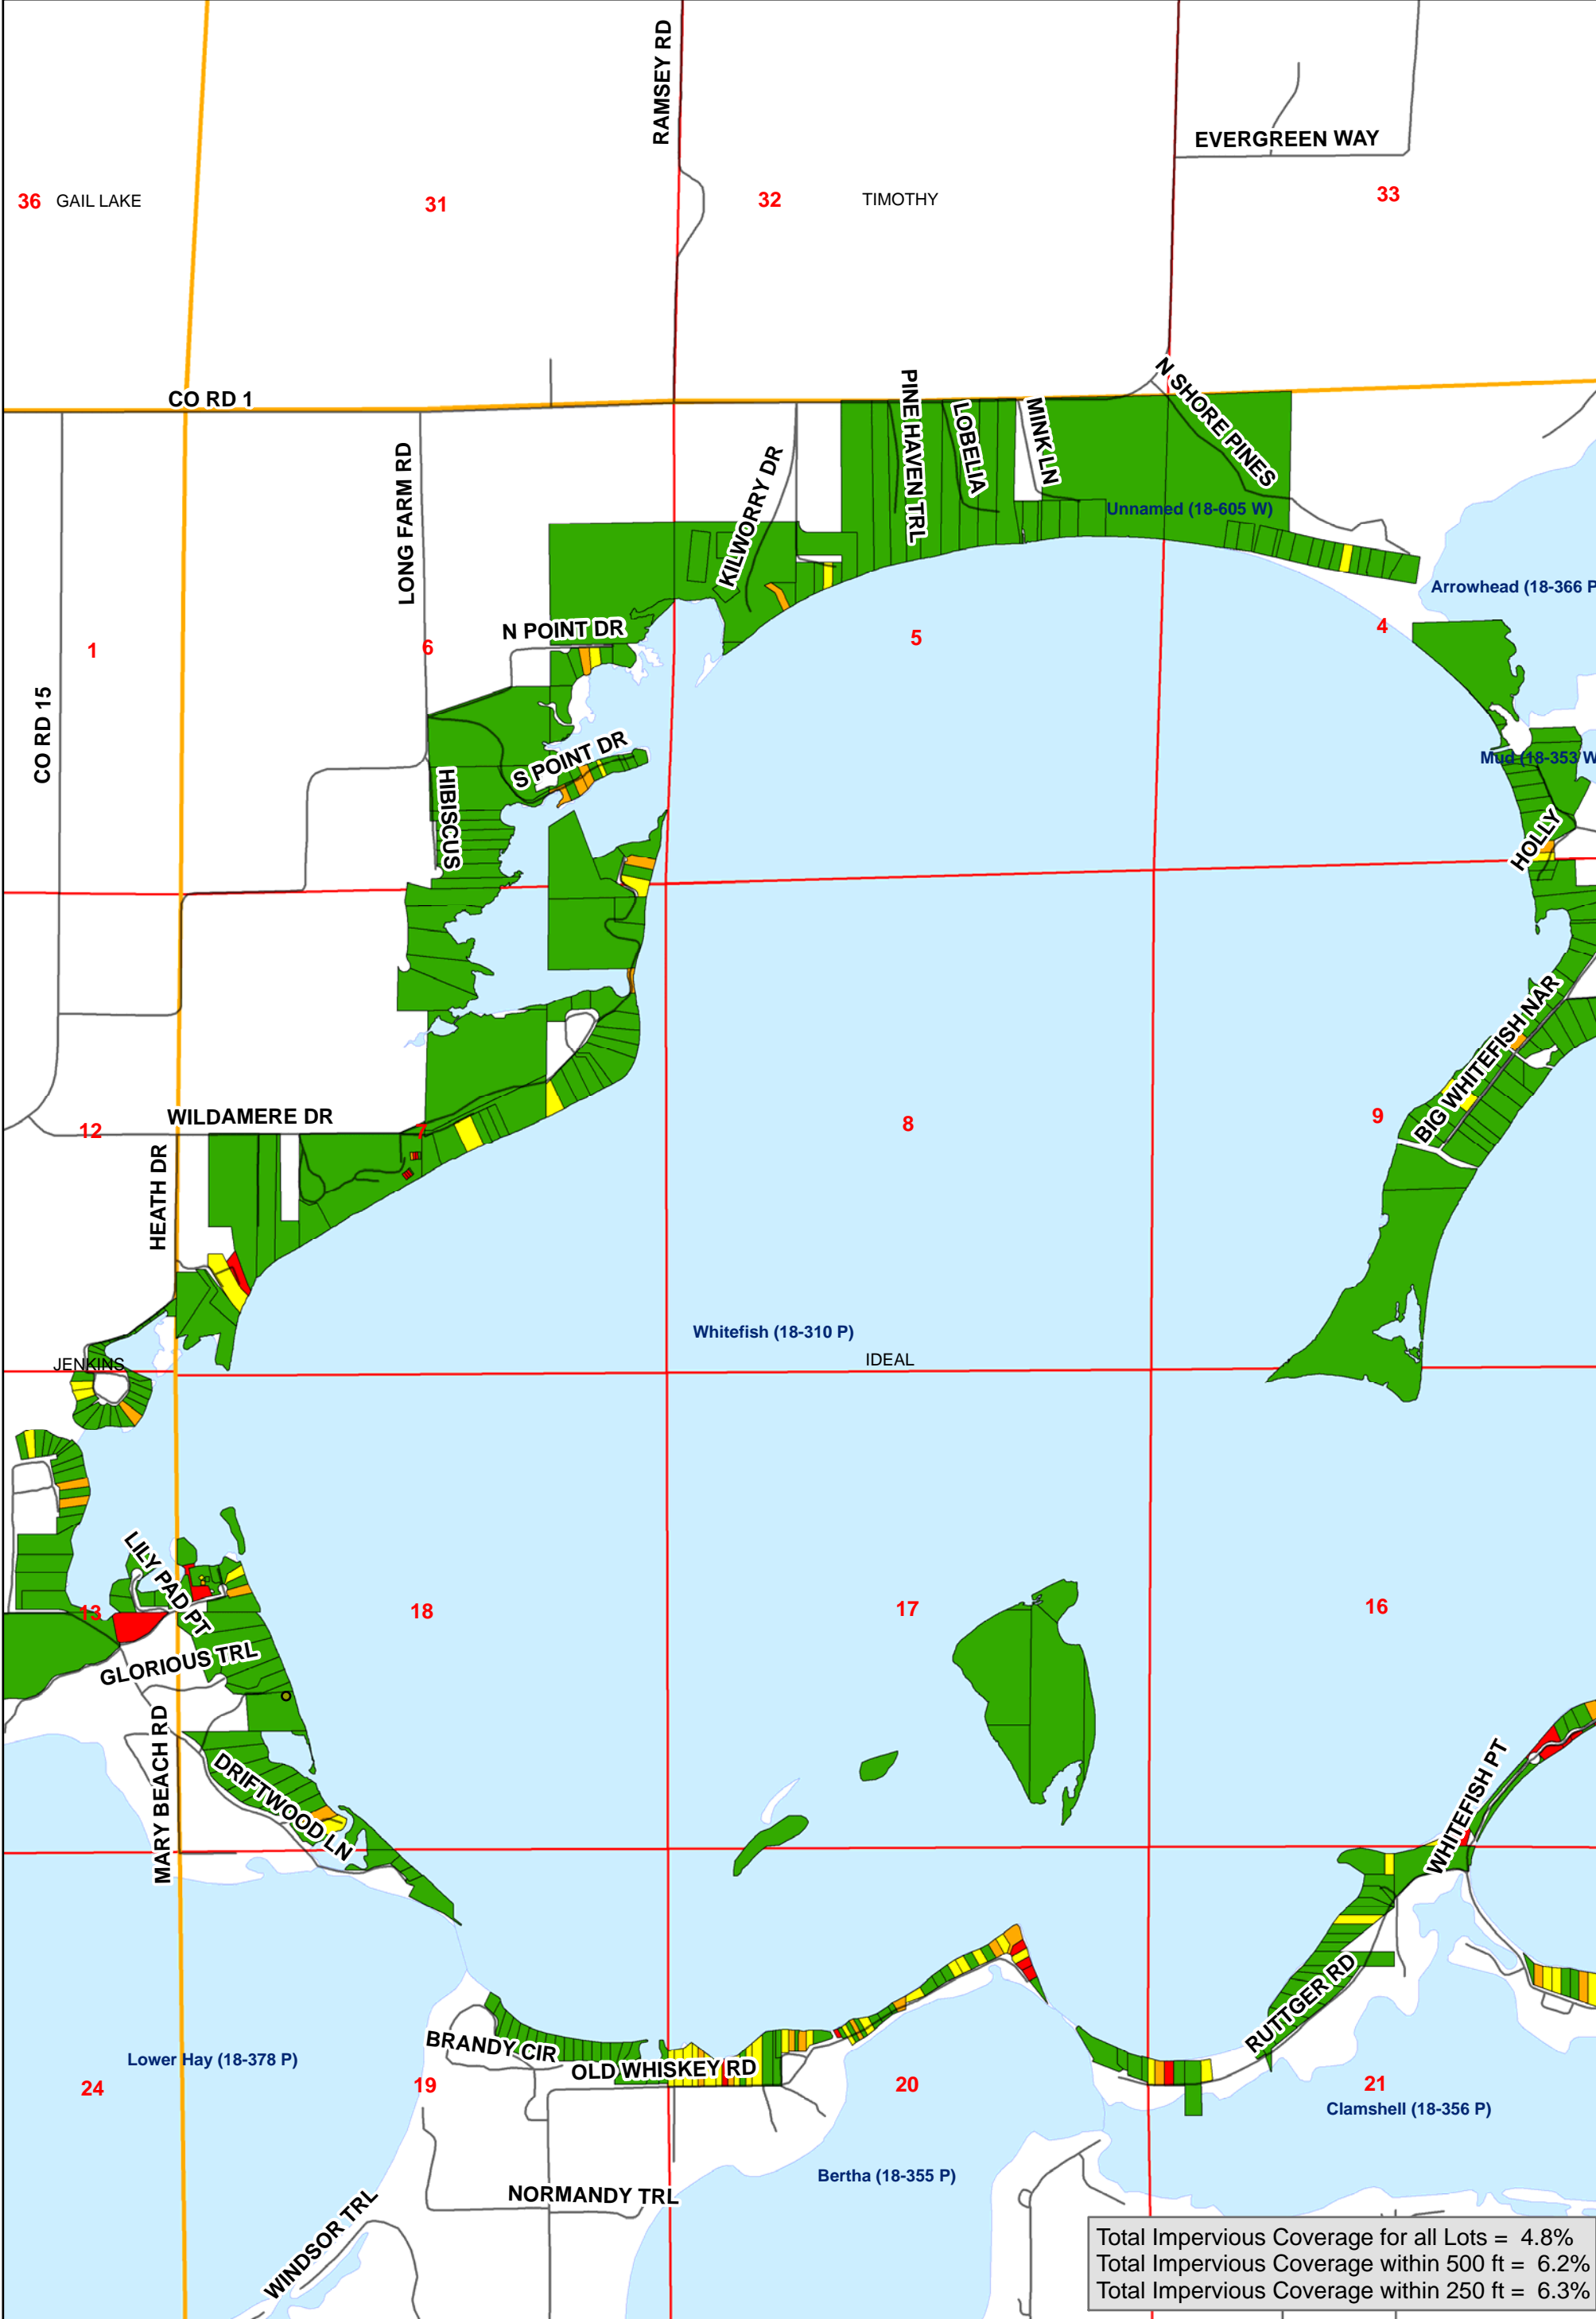 RAMSEY RD
EVERGREEN WAY
36 GAIL LAKE
31
32
TIMOTHY
33
CO RD 1
N SHORE PINES
PINE HAVEN TRL
LOBELIA
MINK LN
LONG FARM RD
KILWORRY DR
Unnamed (18-605 W)
Arrowhead (18-366 P
N POINT DR
1
6
5
4
CO RD 15
S POINT DR
Mud (18-353 W
HIBISCUS
HOLLY
BIG WHITEFISH NAR
WILDAMERE DR
12
7
8
9
HEATH DR
Whitefish (18-310 P)
JENKINS
IDEAL
LILY PAD PT
13
18
17
16
GLORIOUS TRL
MARY BEACH RD
DRIFTWOOD LN
WHITEFISH PT
RUTTGER RD
BRANDY CIR
OLD WHISKEY RD
Lower Hay (18-378 P)
24
19
20
21
Clamshell (18-356 P)
Bertha (18-355 P)
NORMANDY TRL
WINDSOR TRL
Total Impervious Coverage for all Lots = 4.8%
Total Impervious Coverage within 500 ft = 6.2%
Total Impervious Coverage within 250 ft = 6.3%